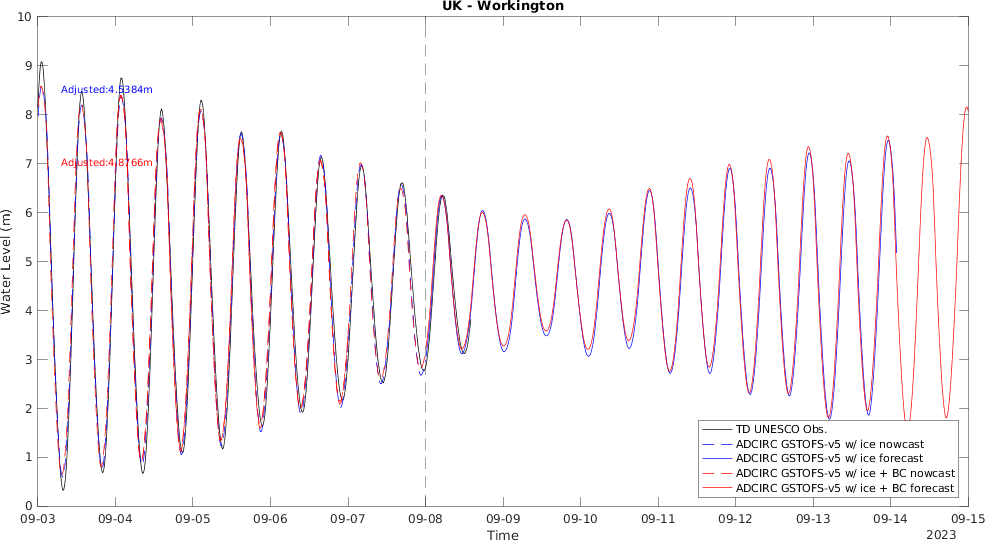 UK - Workington
10
9
8
7
6
5
4
3
2
1
0
Water Level (m)
Adjusted:4.5384m
Adjusted:4.8766m
TD UNESCO Obs.
ADCIRC GSTOFS-v5 w/ ice nowcast
ADCIRC GSTOFS-v5 w/ ice forecast
ADCIRC GSTOFS-v5 w/ ice + BC nowcast
ADCIRC GSTOFS-v5 w/ ice + BC forecast
09-03 09-04 09-05 09-06 09-07 09-08 09-09 09-10 09-11 09-12 09-13 09-14 09-15
Time
2023